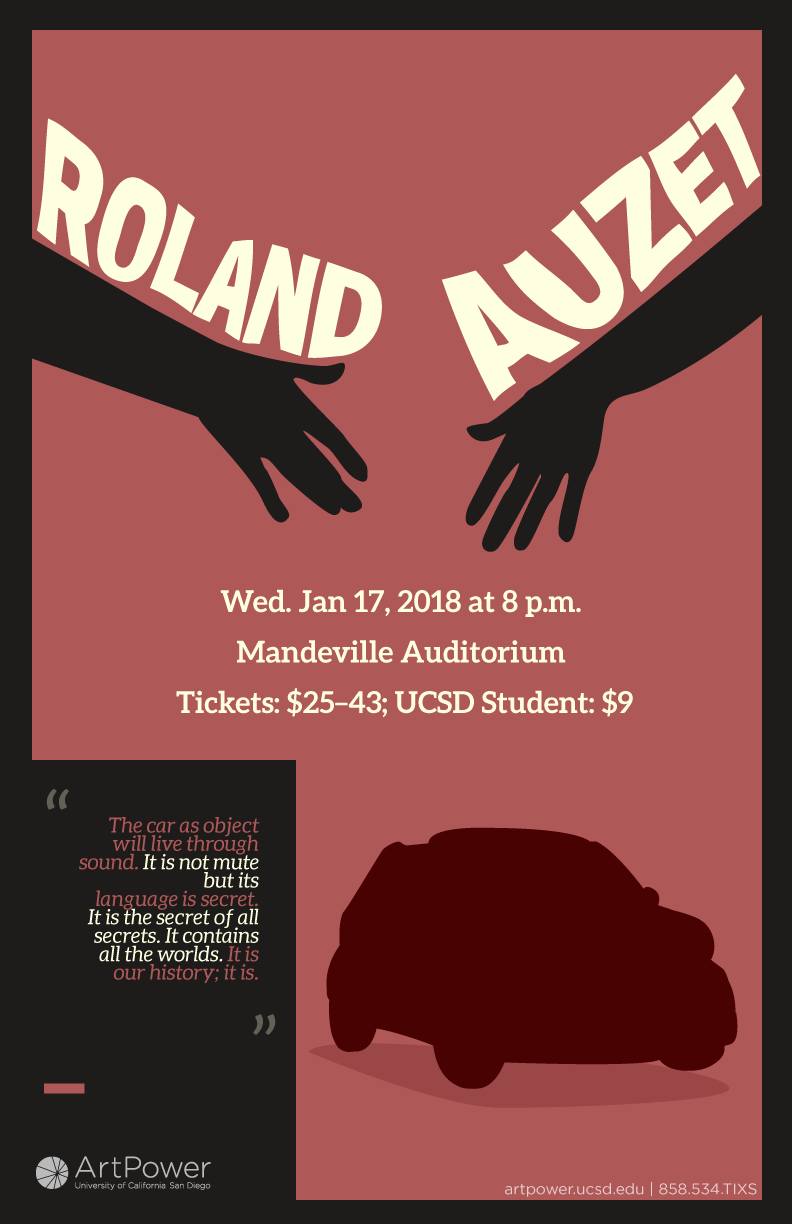 ROLAND AUZET
Wed. Jan 17, 2018 at 8 p.m.
Mandeville Auditorium
Tickets: $25–43; UCSD Student: $9
“
The car as object
will live through
sound. It is not mute
but its
language is secret.
It is the secret of all
secrets. It contains
all the worlds. It is
our history; it is.
”
ArtPower
University of California San Diego
artpower.ucsd.edu | 858.534.TIXS